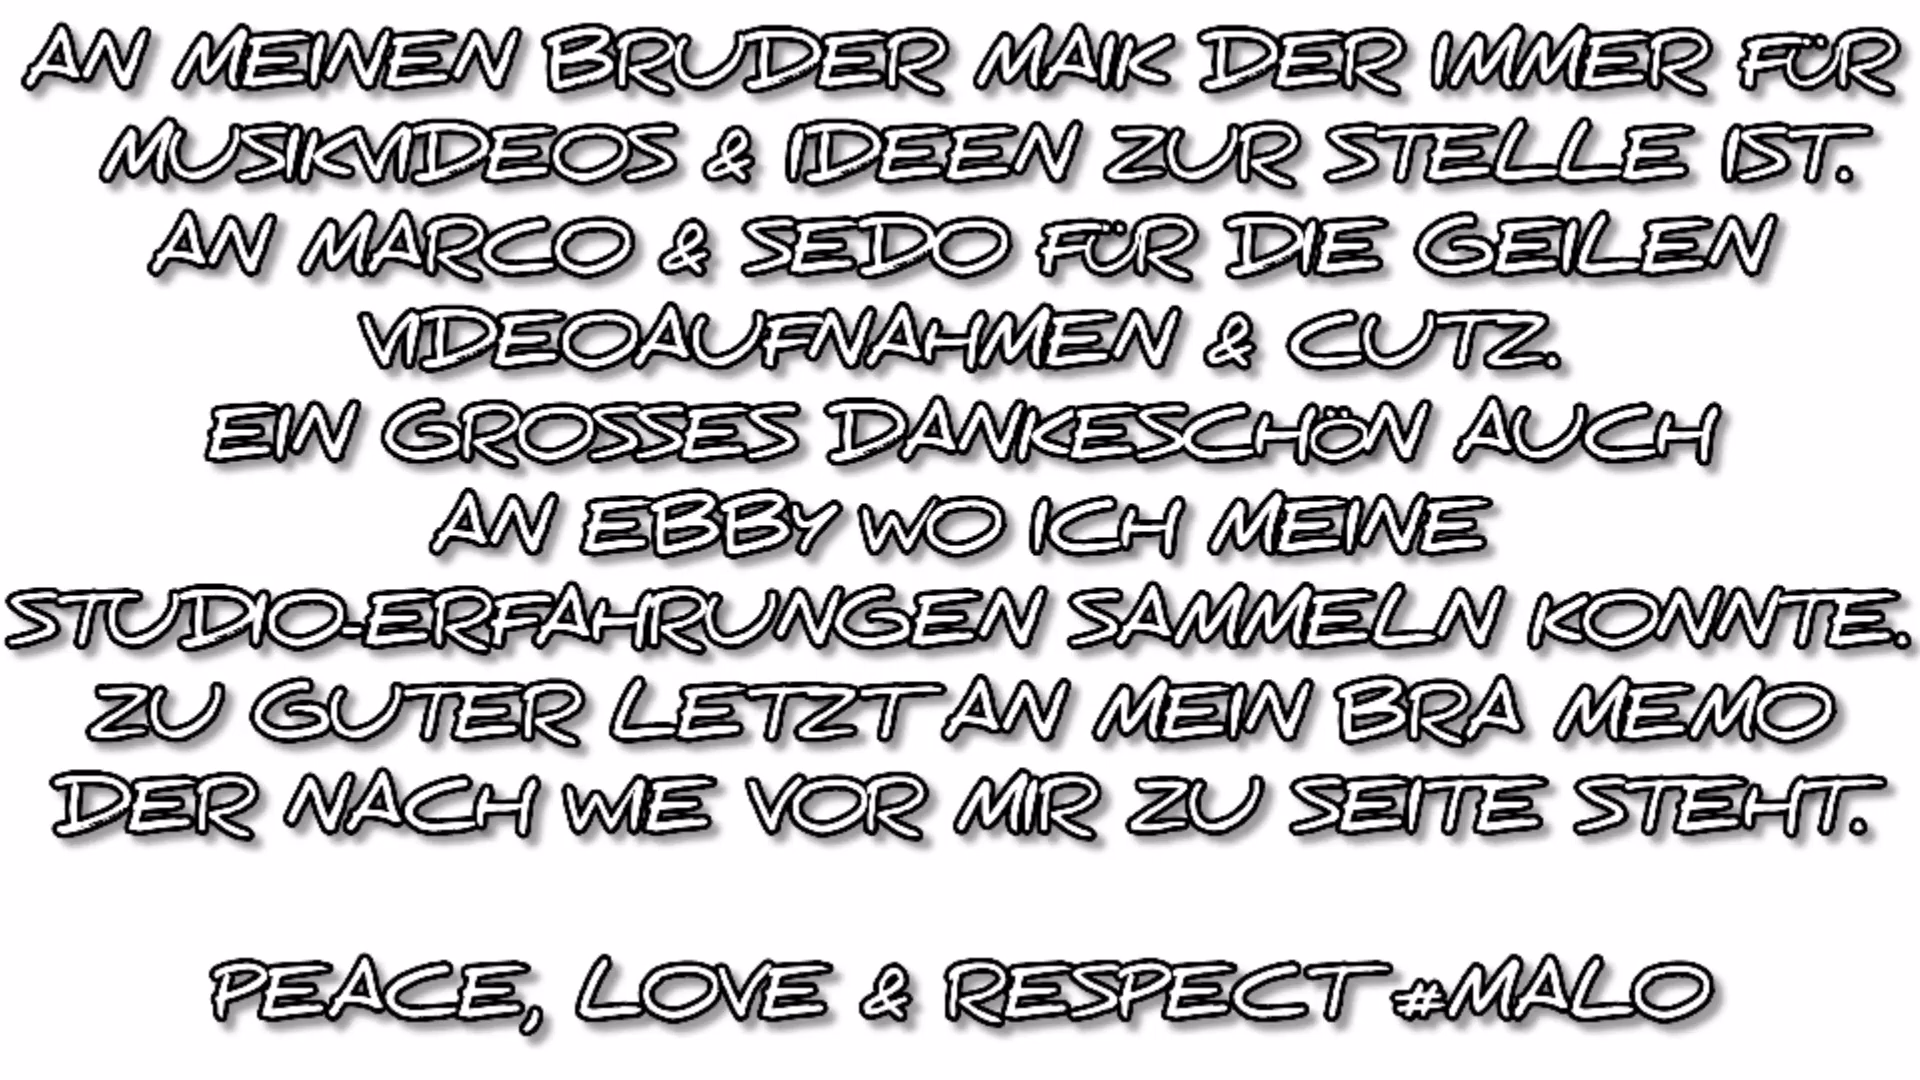 AN MEINEN BRUDER MAIK DER IMMER FÜR
MUSIKVIDEOS & IDEEN ZUR STELLE IST.
AN MARCO & SEDO FÜR DIE GEILEN
VIDEOAUFNAHMEN & CUTZ.
EIN GROSSES DANKESCHÖN AUCH
AN EBBY WO ICH MEINE
STUDIO-ERFAHRUNGEN SAMMELN KONNTE.
ZU GUTER LETZT AN MEIN BRA MEMO
DER NACH WIE VOR MIR ZU SEITE STEHT.
PEACE, LOVE & RESPECT #MALO